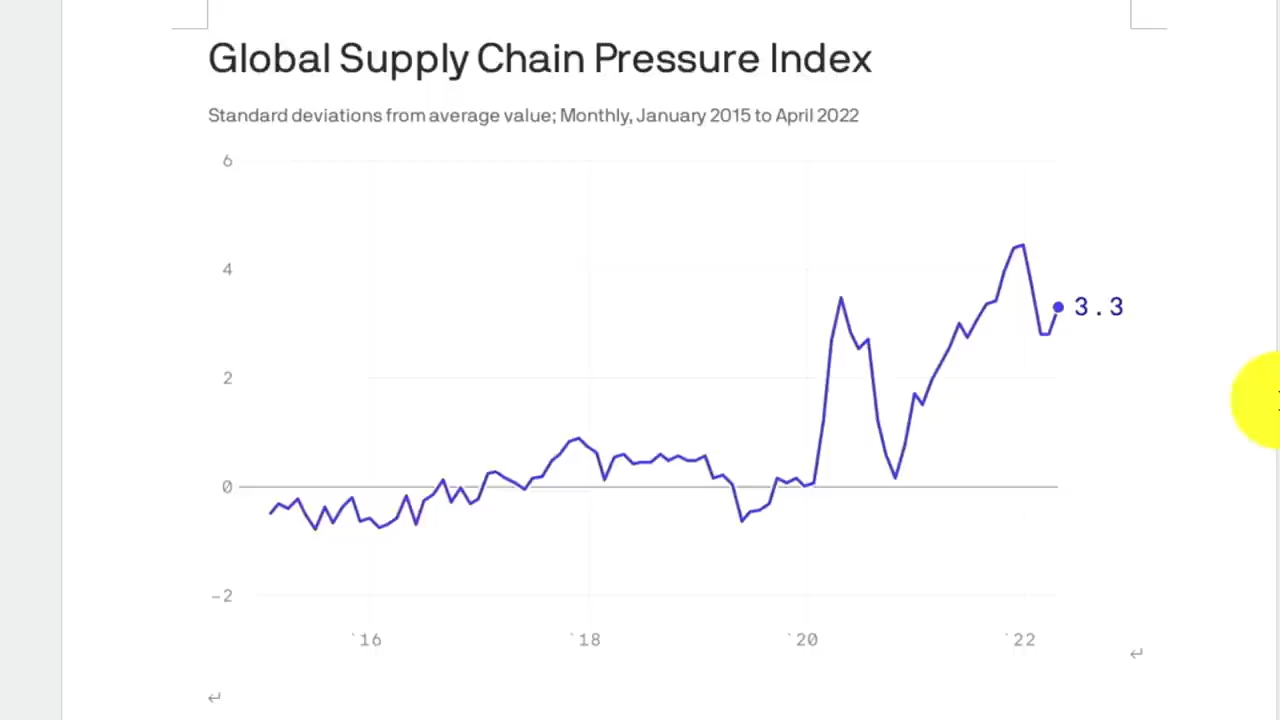 Global Supply Chain Pressure Index
Standard deviations from average value; Monthly, January 2015 to April 2022
6
4
3.3
2
0
-2
`16 `18 `20 `22